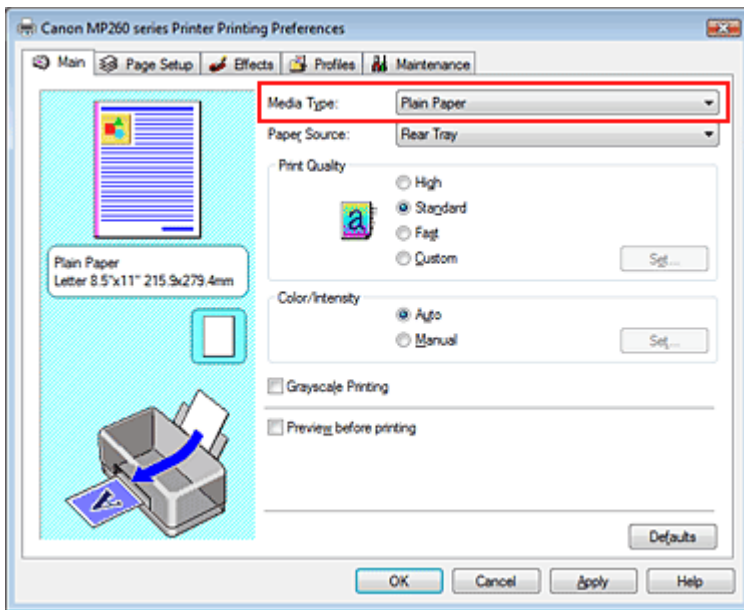 Canon MP260 series Printer Printing Preferences
Main Page Setup Effects Profiles Maintenance
Media Type: Plain Paper
Paper Source: Rear Tray
Print Quality
High
Standard
Fast
Custom Set...
Plain Paper
Letter 8.5"x11" 215.9x279.4mm
Color/Intensity
Auto
Manual Set...
Grayscale Printing
Preview before printing
Defaults
OK Cancel Apply Help